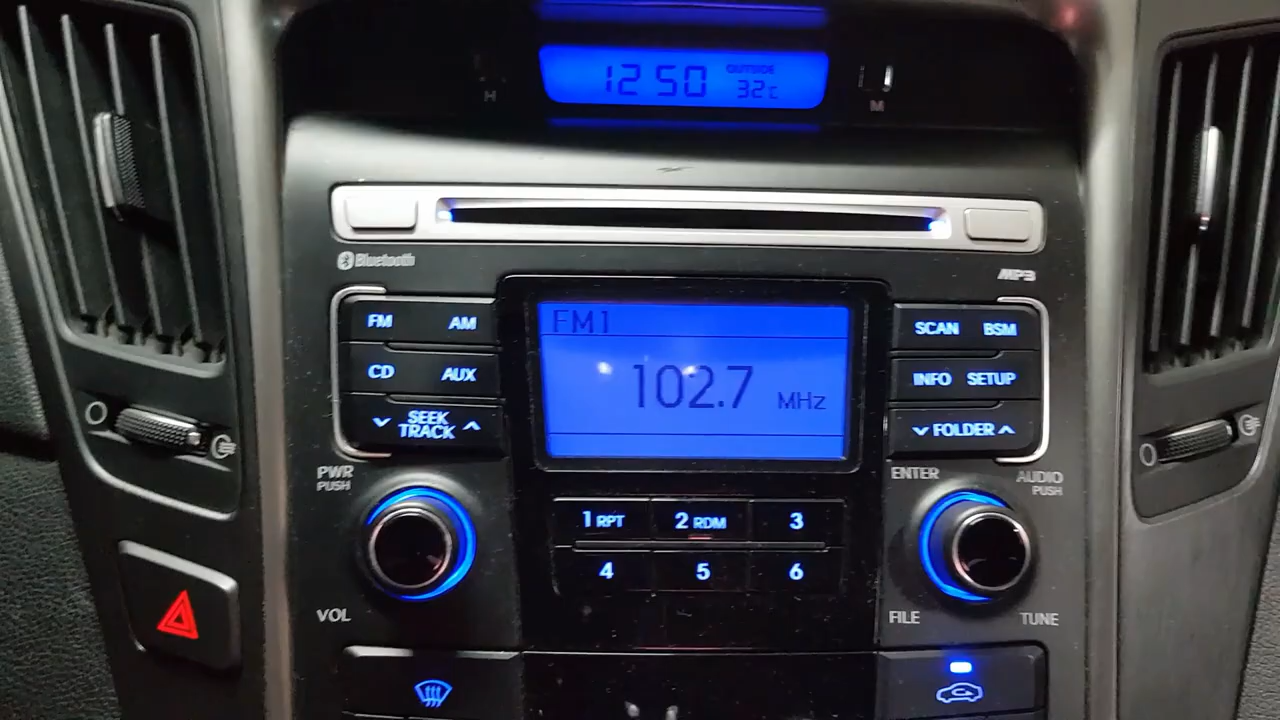 12 50 OUTSIDE 32c
H M
Bluetooth MP3
FM AM
CD AUX
SEEK TRACK
FM1
102.7 MHz
SCAN BSM
INFO SETUP
FOLDER
PWR PUSH
VOL
ENTER AUDIO PUSH
FILE TUNE
1 RPT 2 RDM 3
4 5 6